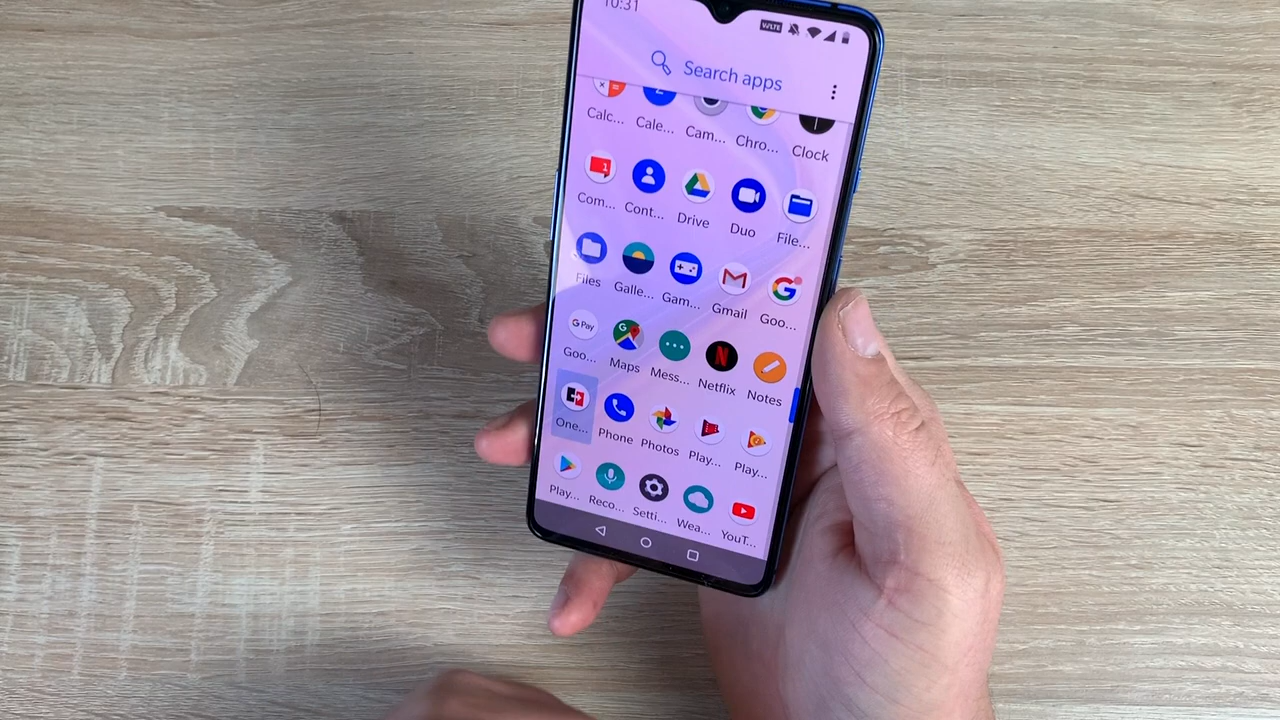 10:31 VoLTE
Search apps
Calc... Cale... Cam... Chro... Clock
1
Com... Cont... Drive Duo File...
Files Galle... Gam... Gmail Goo...
G Pay
Goo... Maps Mess... Netflix Notes
One... Phone Photos Play... Play...
Play... Reco... Setti... Wea... YouT...